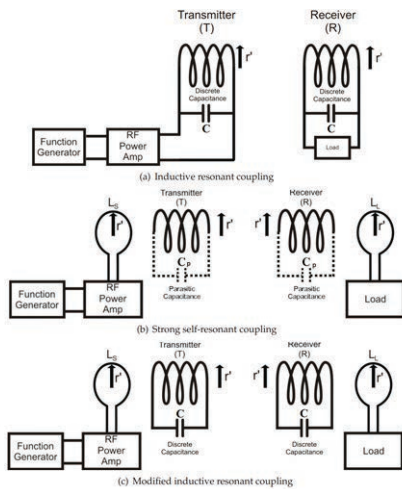 Transmitter
(T)
Receiver
(R)
r'
r'
Discrete
Capacitance
C
Discrete
Capacitance
C
Load
Function
Generator
RF
Power
Amp
(a) Inductive resonant coupling
Transmitter
(T)
Receiver
(R)
L_S
L_L
r'
r'
r'
r'
C_P
C_P
Parasitic
Capacitance
Parasitic
Capacitance
Function
Generator
RF
Power
Amp
Load
(b) Strong self-resonant coupling
Transmitter
(T)
Receiver
(R)
L_S
L_L
r'
r'
r'
r'
C
C
Discrete
Capacitance
Discrete
Capacitance
Function
Generator
RF
Power
Amp
Load
(c) Modified inductive resonant coupling